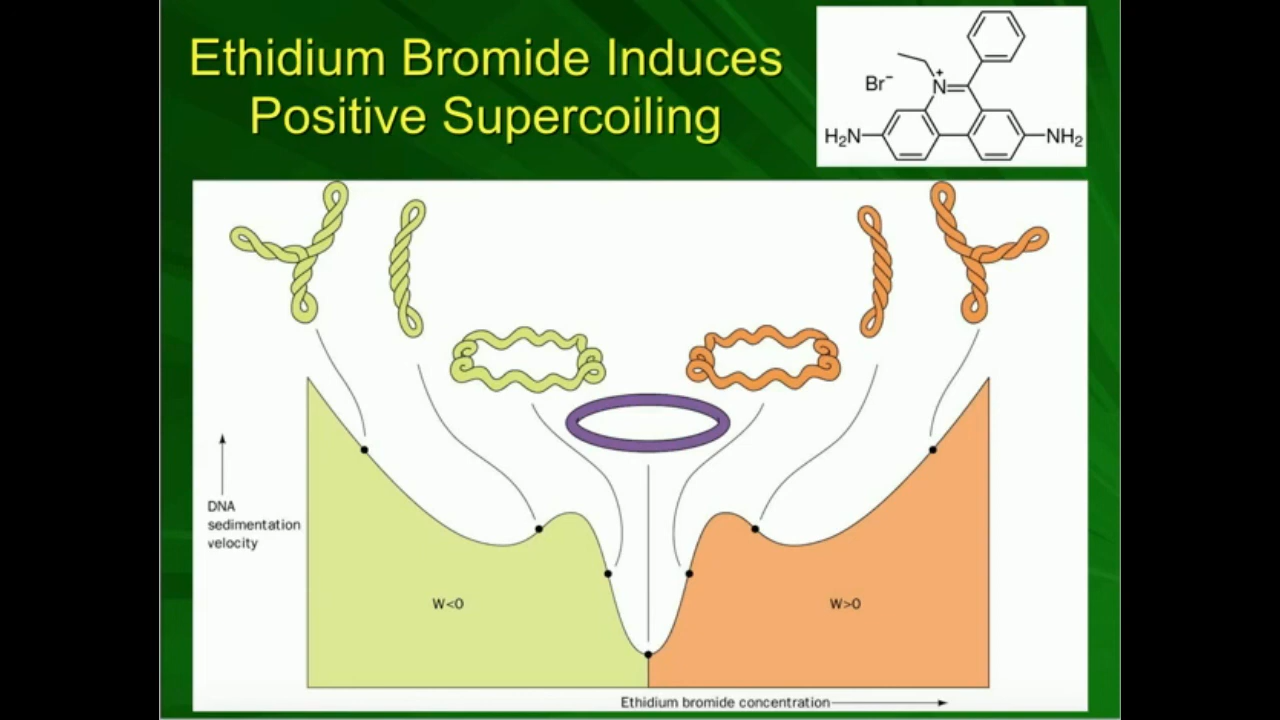 Ethidium Bromide Induces
Positive Supercoiling
Br⁻
N⁺
H₂N
NH₂
DNA
sedimentation
velocity
W<0
W>0
Ethidium bromide concentration